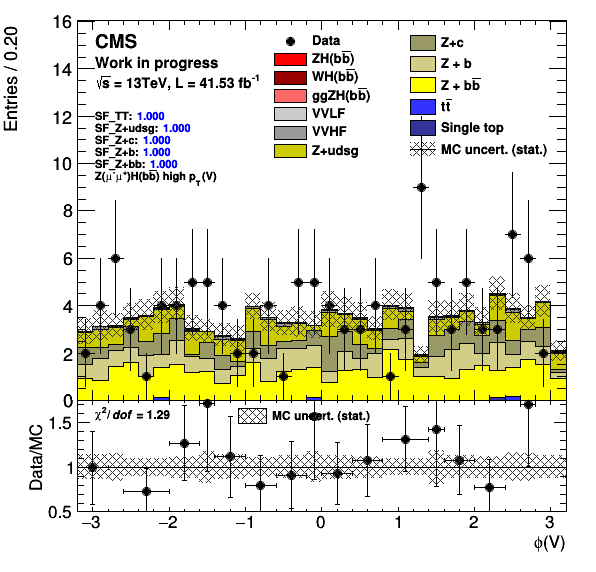 Entries / 0.20
16
14
12
10
8
6
4
2
0
CMS
Work in progress
√s = 13TeV, L = 41.53 fb⁻¹
SF_TT: 1.000
SF_Z+udsg: 1.000
SF_Z+c: 1.000
SF_Z+b: 1.000
SF_Z+bb: 1.000
Z(μ⁻μ⁺)H(bb̅) high p_T(V)
Data
ZH(bb̅)
WH(bb̅)
ggZH(bb̅)
VVLF
VVHF
Z+udsg
Z+c
Z + b
Z + bb̅
tt̅
Single top
MC uncert. (stat.)
Data/MC
1.5
1
0.5
χ²/dof = 1.29
MC uncert. (stat.)
−3 −2 −1 0 1 2 3
ϕ(V)